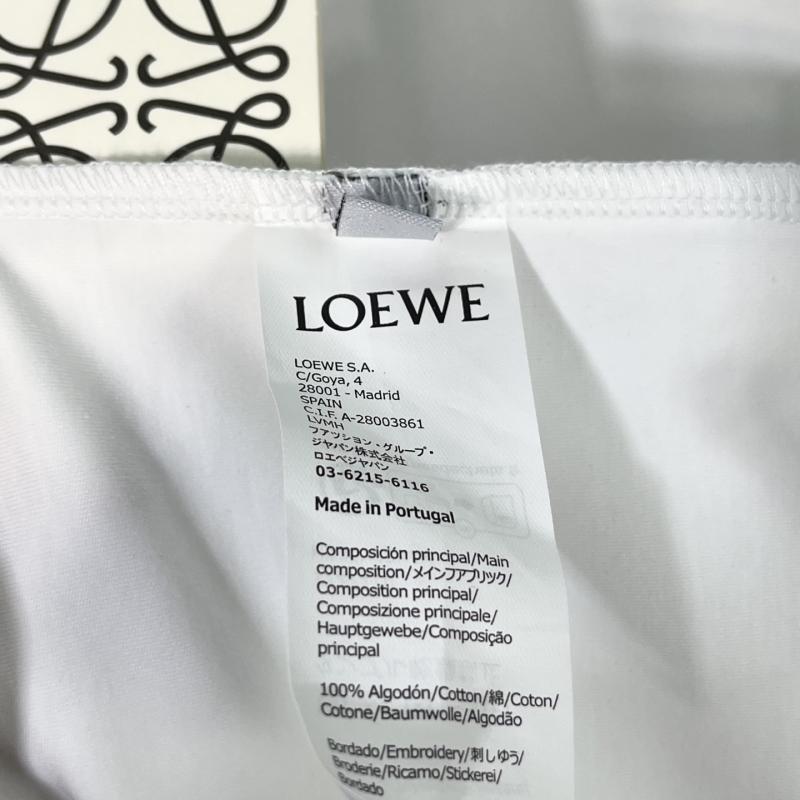 LOEWE
LOEWE S.A.
C/Goya, 4
28001 - Madrid
SPAIN
C.I.F. A-28003861
LVMH
ファッション・グループ・
ジャパン株式会社
ロエベジャパン
03-6215-6116
Made in Portugal
Composición principal/Main
composition/メインファブリック/
Composition principal/
Composizione principale/
Hauptgewebe/Composição
principal
100% Algodón/Cotton/綿/Coton/
Cotone/Baumwolle/Algodão
Bordado/Embroidery/刺しゆう/
Broderie/Ricamo/Stickerei/
Bordado